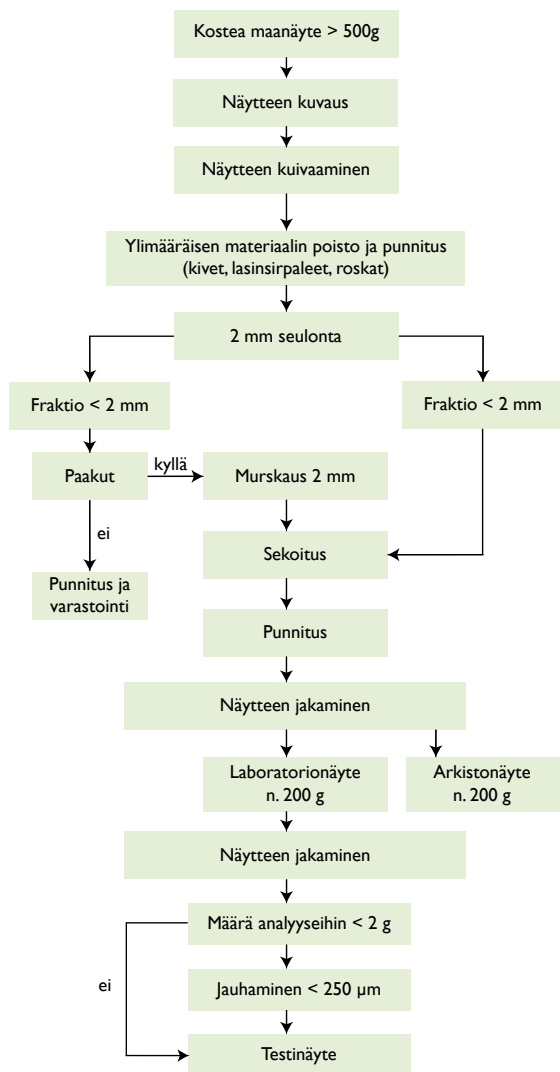 Kostea maanäyte > 500g
Näytteen kuvaus
Näytteen kuivaaminen
Ylimääräisen materiaalin poisto ja punnitus
(kivet, lasinsirpaleet, roskat)
2 mm seulonta
Fraktio < 2 mm
Fraktio < 2 mm
Paakut
kyllä
Murskaus 2 mm
ei
Sekoitus
Punnitus ja
varastointi
Punnitus
Näytteen jakaminen
Laboratorionäyte
n. 200 g
Arkistonäyte
n. 200 g
Näytteen jakaminen
Määrä analyyseihin < 2 g
ei
Jauhaminen < 250 µm
Testinäyte